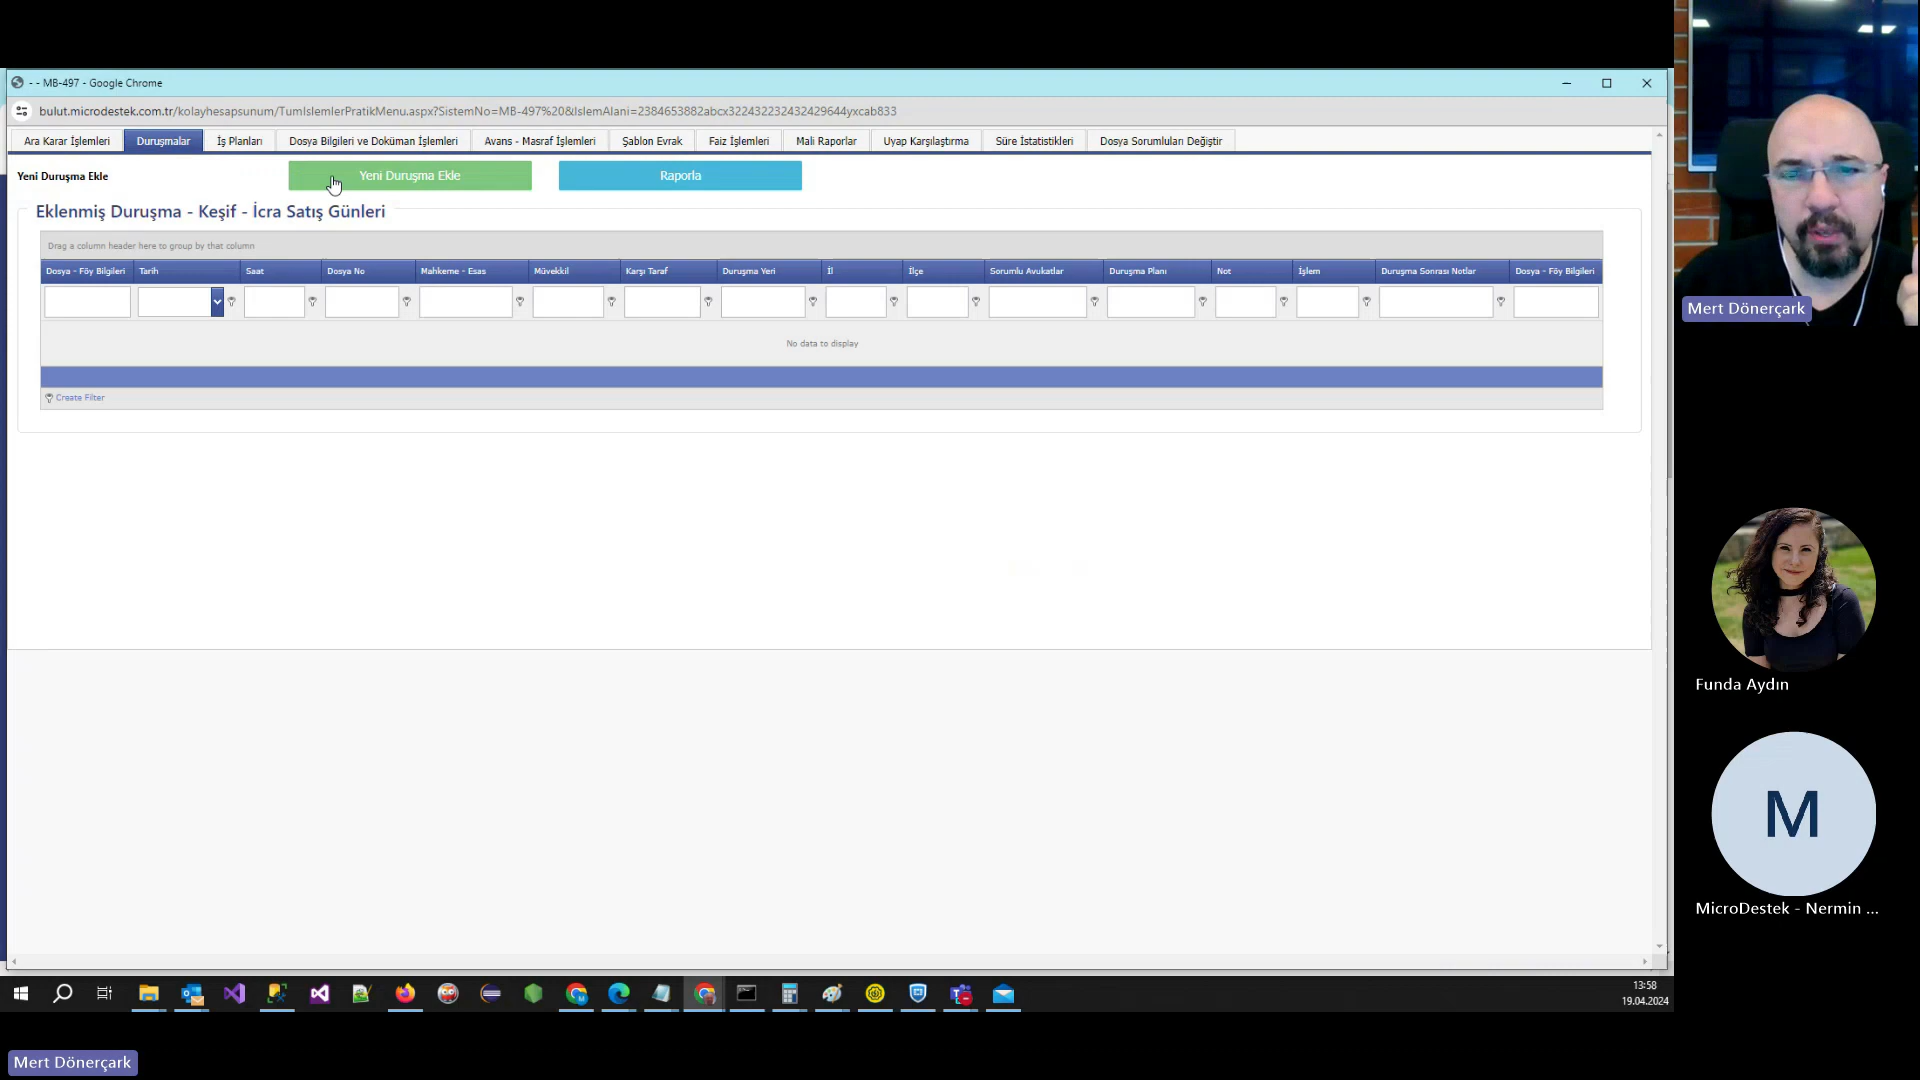 - - MB-497 - Google Chrome
bulut.microdestek.com.tr/kolayhesapsunum/TumIslemlerPratikMenu.aspx?SistemNo=MB-497%20&IslemAlani=2384653882abcx322432232432429644yxcab833
Ara Karar İşlemleri Duruşmalar İş Planları Dosya Bilgileri ve Doküman İşlemleri Avans - Masraf İşlemleri Şablon Evrak Faiz İşlemleri Mali Raporlar Uyap Karşılaştırma Süre İstatistikleri Dosya Sorumluları Değiştir
Yeni Duruşma Ekle Yeni Duruşma Ekle Raporla
Eklenmiş Duruşma - Keşif - İcra Satış Günleri
Drag a column header here to group by that column
Dosya - Föy Bilgileri Tarih Saat Dosya No Mahkeme - Esas Müvekkil Karşı Taraf Duruşma Yeri İl İlçe Sorumlu Avukatlar Duruşma Planı Not İşlem Duruşma Sonrası Notlar Dosya - Föy Bilgileri
No data to display
Create Filter
Mert Dönerçark
Funda Aydın
M
MicroDestek - Nermin ...
13:58
19.04.2024
Mert Dönerçark